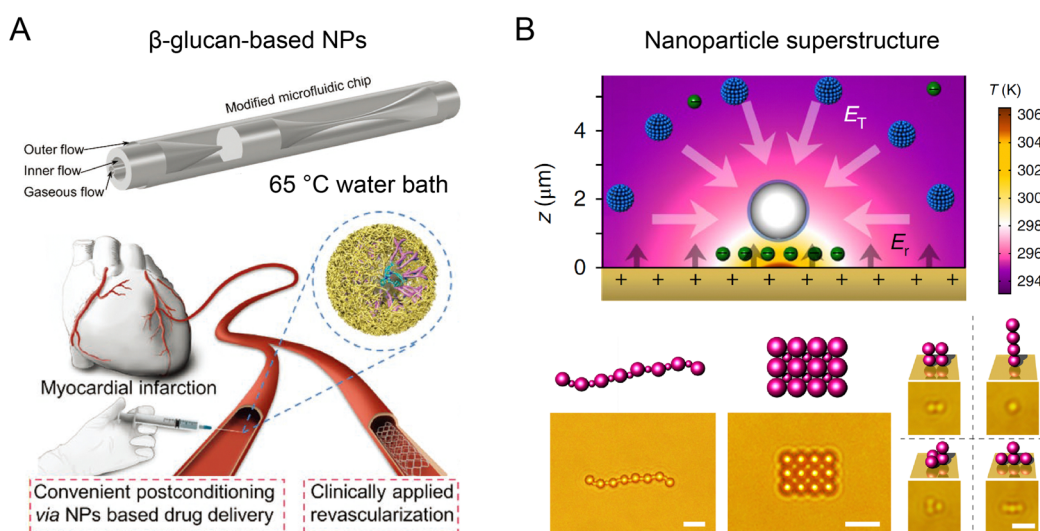 A
β-glucan-based NPs
Modified microfluidic chip
Outer flow
Inner flow
Gaseous flow
65 °C water bath
Myocardial infarction
Convenient postconditioning
via NPs based drug delivery
Clinically applied
revascularization
B
Nanoparticle superstructure
z (μm)
4
2
0
E_T
E_r
+ + + + + + + + +
T (K)
306
304
302
300
298
296
294